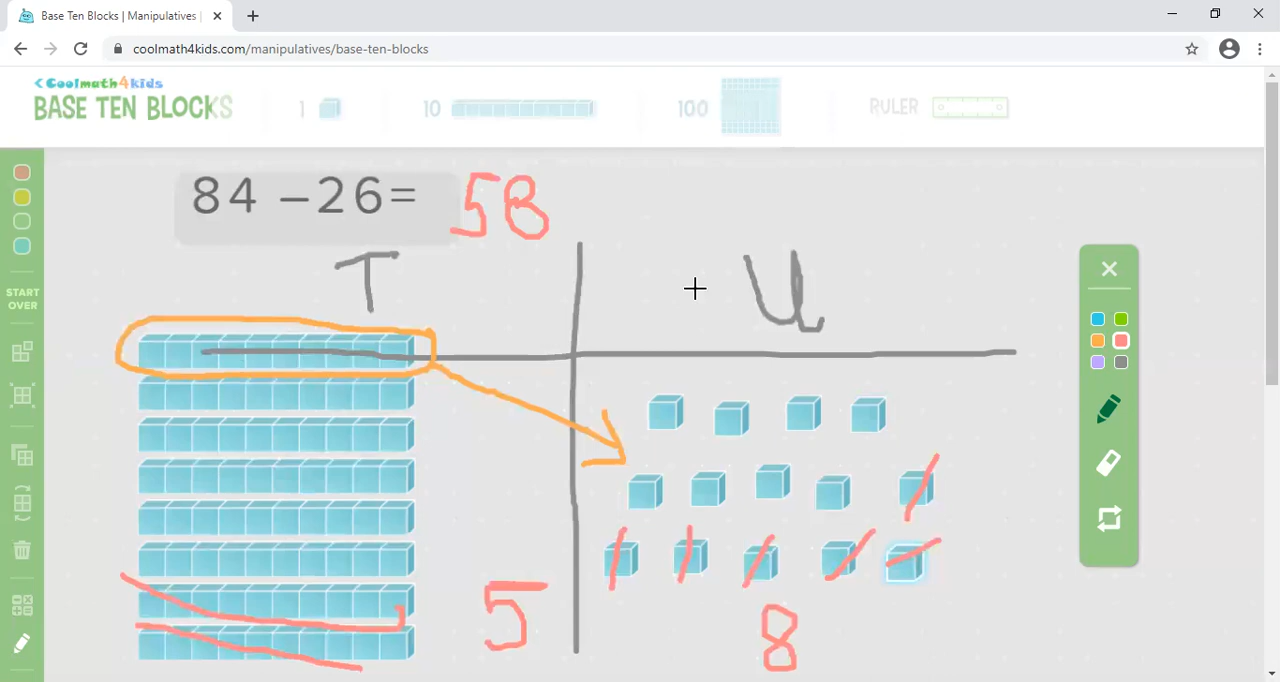 Base Ten Blocks | Manipulatives |
coolmath4kids.com/manipulatives/base-ten-blocks
<Coolmath4kids
BASE TEN BLOCKS
1
10
100
RULER
84 -26= 58
T
U
START
OVER
5
8